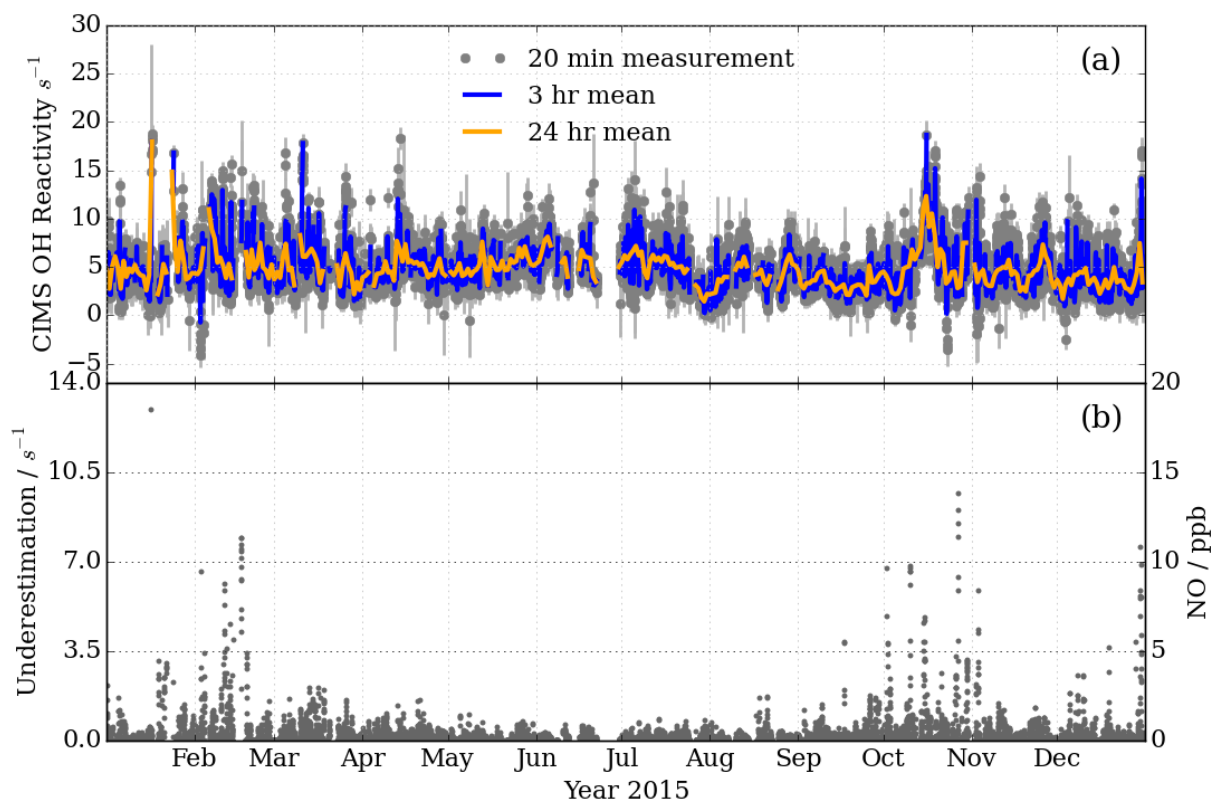 30
25
20
15
10
5
0
−5
CIMS OH Reactivity s−1
20 min measurement
3 hr mean
24 hr mean
(a)
14.0
10.5
7.0
3.5
0.0
Underestimation / s−1
(b)
20
15
10
5
0
NO / ppb
Feb Mar Apr May Jun Jul Aug Sep Oct Nov Dec
Year 2015